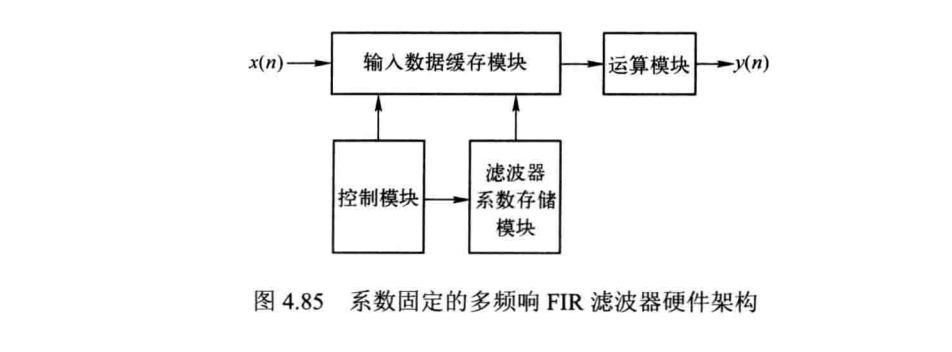 x(n)
输入数据缓存模块
运算模块
y(n)
控制模块
滤波器
系数存储
模块
图 4.85 系数固定的多频响 FIR 滤波器硬件架构